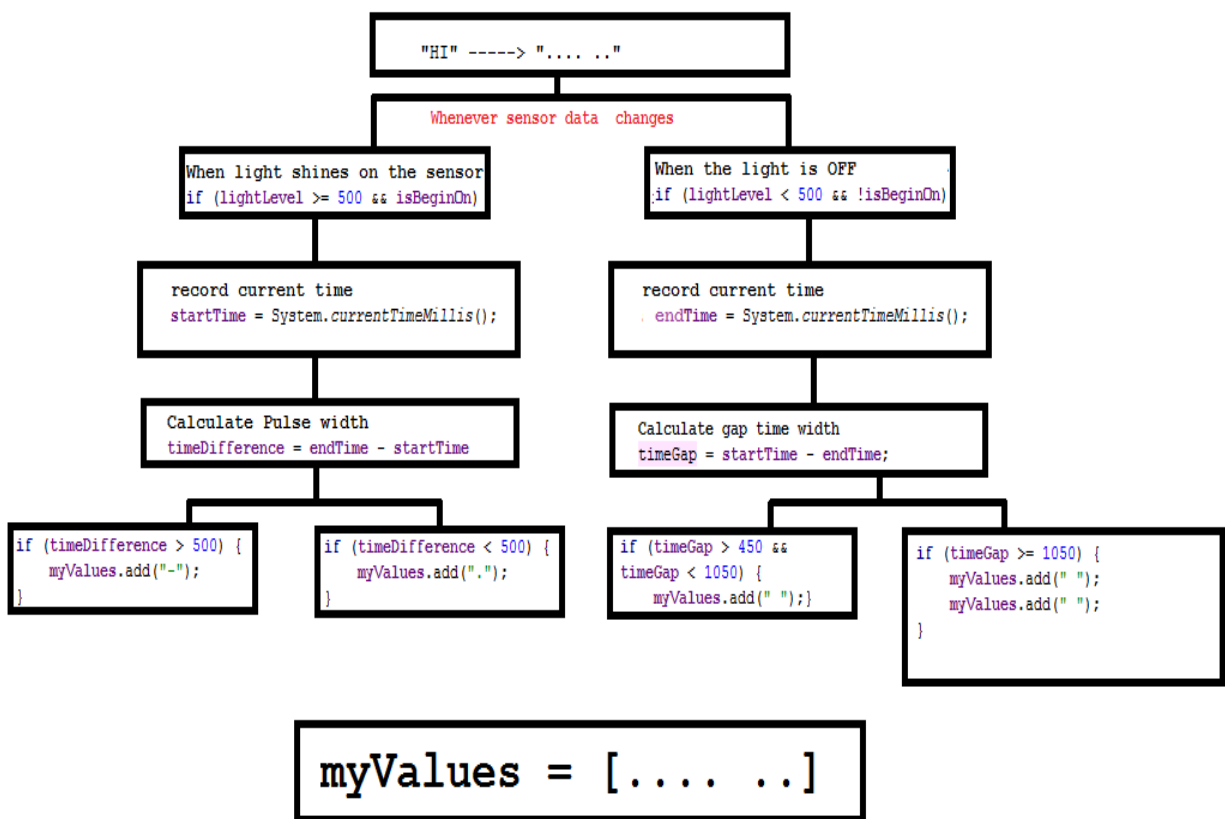 "HI" -----> ".... .."
Whenever sensor data changes
When light shines on the sensor
if (lightLevel >= 500 && isBeginOn)
When the light is OFF
if (lightLevel < 500 && !isBeginOn)
record current time
startTime = System.currentTimeMillis();
record current time
endTime = System.currentTimeMillis();
Calculate Pulse width
timeDifference = endTime - startTime
Calculate gap time width
timeGap = startTime - endTime;
if (timeDifference > 500) {
myValues.add("-");
}
if (timeDifference < 500) {
myValues.add(".");
}
if (timeGap > 450 &&
timeGap < 1050) {
myValues.add(" ");}
if (timeGap >= 1050) {
myValues.add(" ");
myValues.add(" ");
}
myValues = [.... ..]